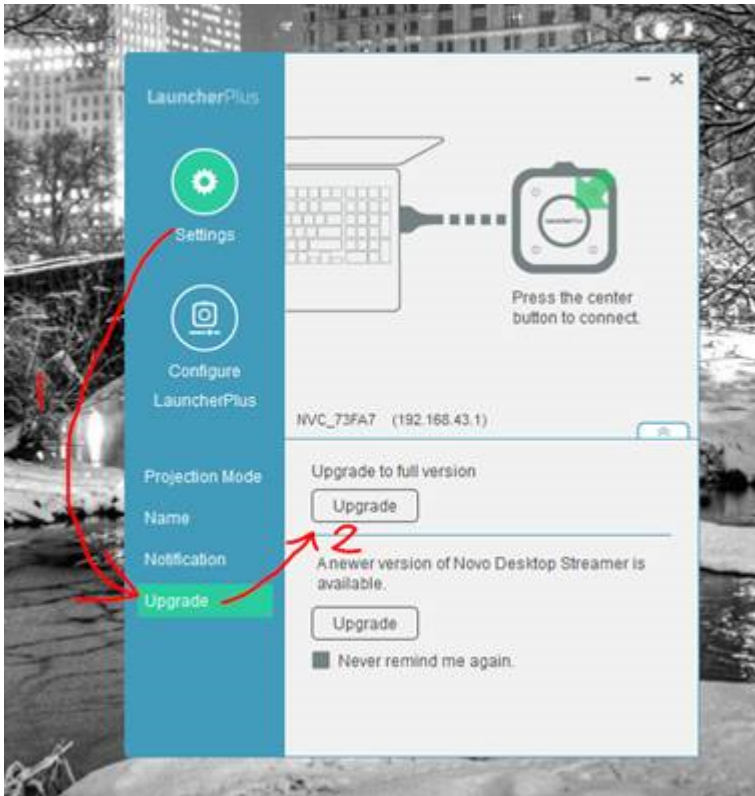 LauncherPlus
Settings
Configure
LauncherPlus
Projection Mode
Name
Notification
Upgrade
Press the center
button to connect.
NVC_73FA7 (192.168.43.1)
Upgrade to full version
Upgrade
A newer version of Novo Desktop Streamer is
available.
Upgrade
Never remind me again.
1
2